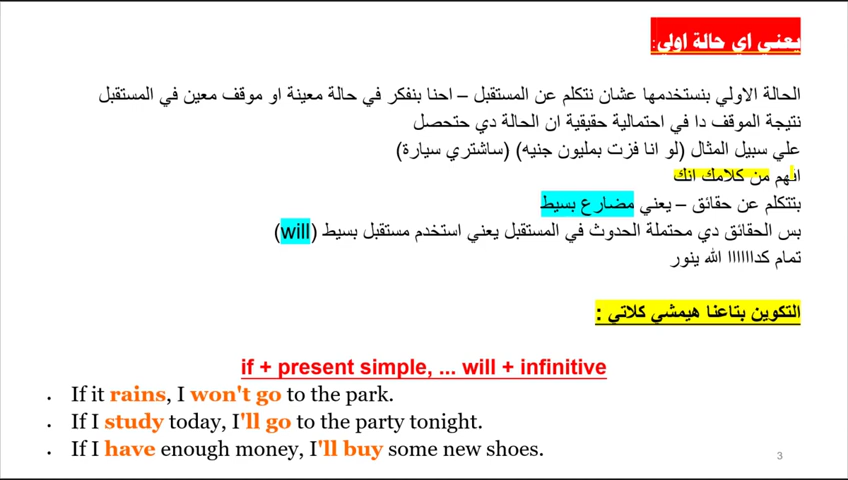 يعني اي حالة اولي:
الحالة الاولي بنستخدمها عشان نتكلم عن المستقبل – احنا بنفكر في حالة معينة او موقف معين في المستقبل
نتيجة الموقف دا في احتمالية حقيقية ان الحالة دي حتحصل
علي سبيل المثال (لو انا فزت بمليون جنيه) (ساشتري سيارة)
افهم من كلامك انك
بتتكلم عن حقائق – يعني مضارع بسيط
بس الحقائق دي محتملة الحدوث في المستقبل يعني استخدم مستقبل بسيط (will)
تمام كداااااا الله ينور
التكوين بتاعنا هيمشي كلاتي :
if + present simple, ... will + infinitive
• If it rains, I won't go to the park.
• If I study today, I'll go to the party tonight.
• If I have enough money, I'll buy some new shoes.
3